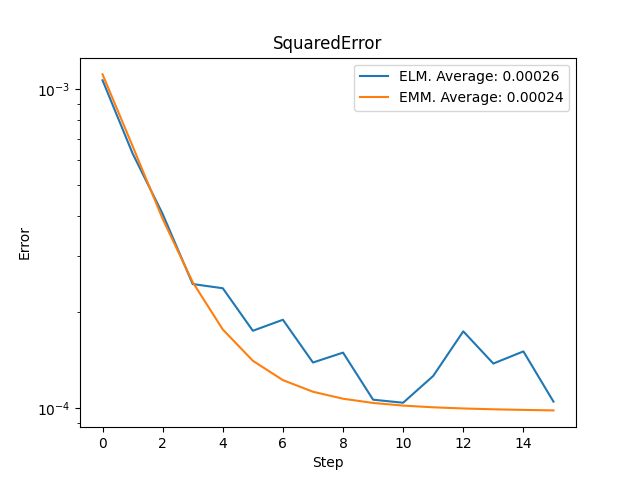 SquaredError
ELM. Average: 0.00026
EMM. Average: 0.00024
10⁻³
10⁻⁴
Error
0 2 4 6 8 10 12 14
Step